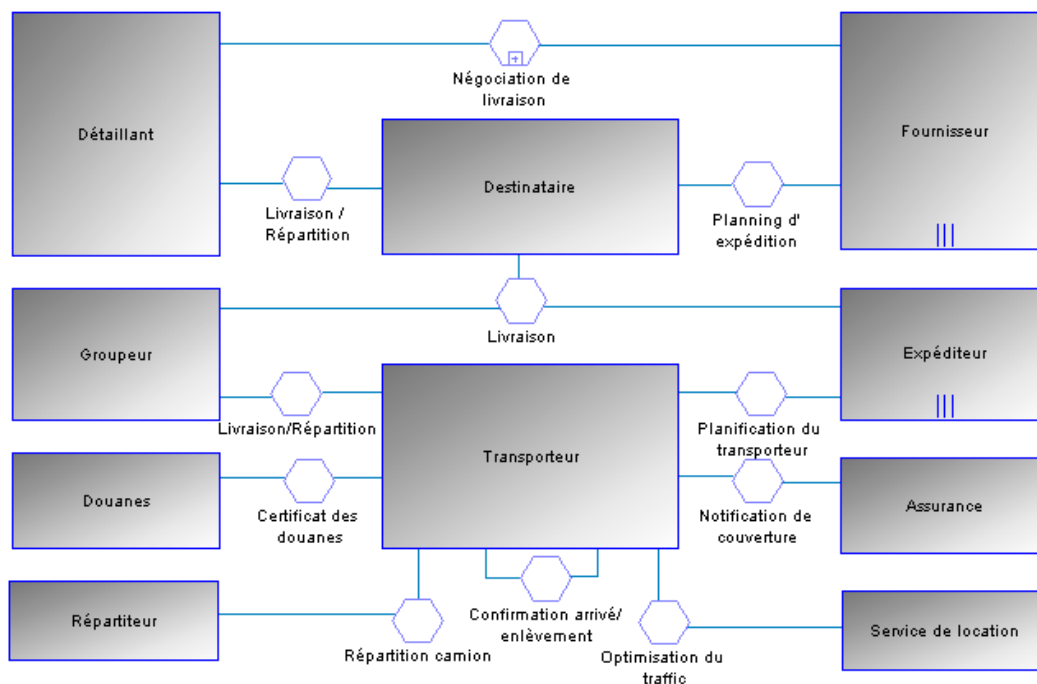 Négociation de
livraison
Détaillant
Fournisseur
Destinataire
Livraison /
Répartition
Planning d'
expédition
Livraison
Groupeur
Expéditeur
Livraison/Répartition
Planification du
transporteur
Transporteur
Douanes
Certificat des
douanes
Notification de
couverture
Assurance
Répartiteur
Répartition camion
Confirmation arrivé/
enlèvement
Optimisation du
traffic
Service de location